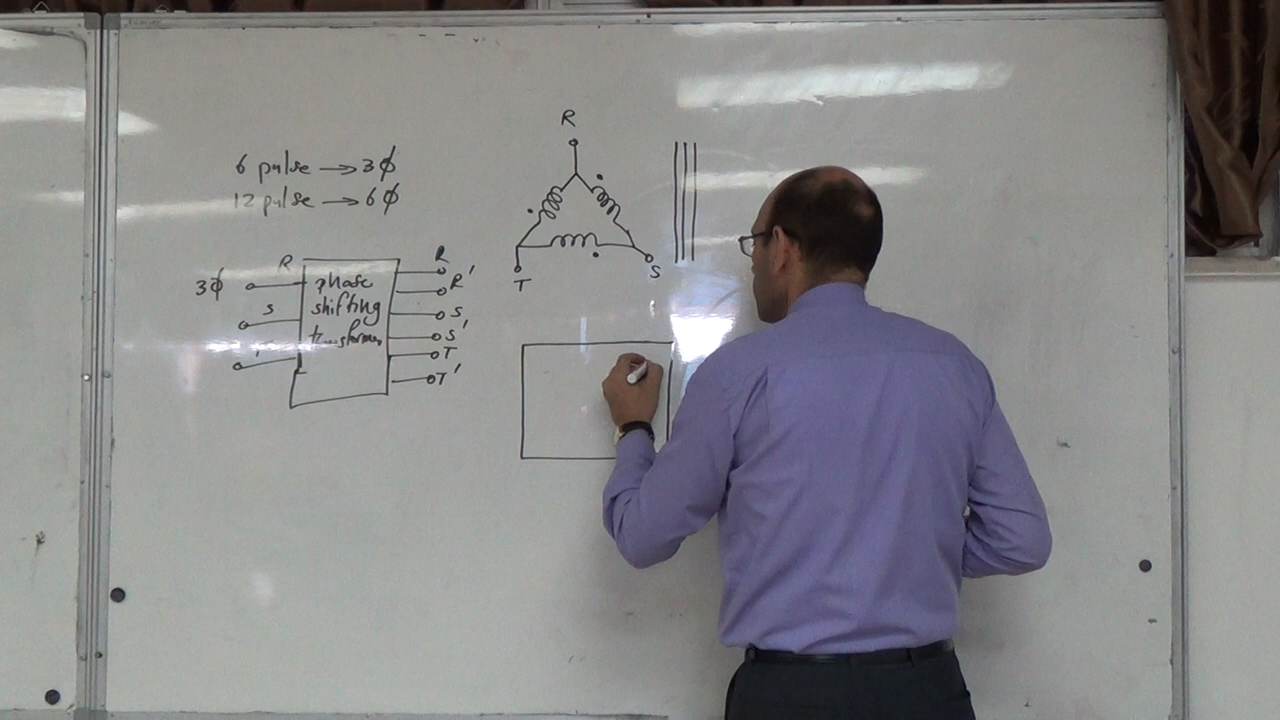 6 pulse → 3ϕ
12 pulse → 6ϕ
3ϕ
R
S
phase
shifting
R
R'
S
S'
T
T'
R
T
S